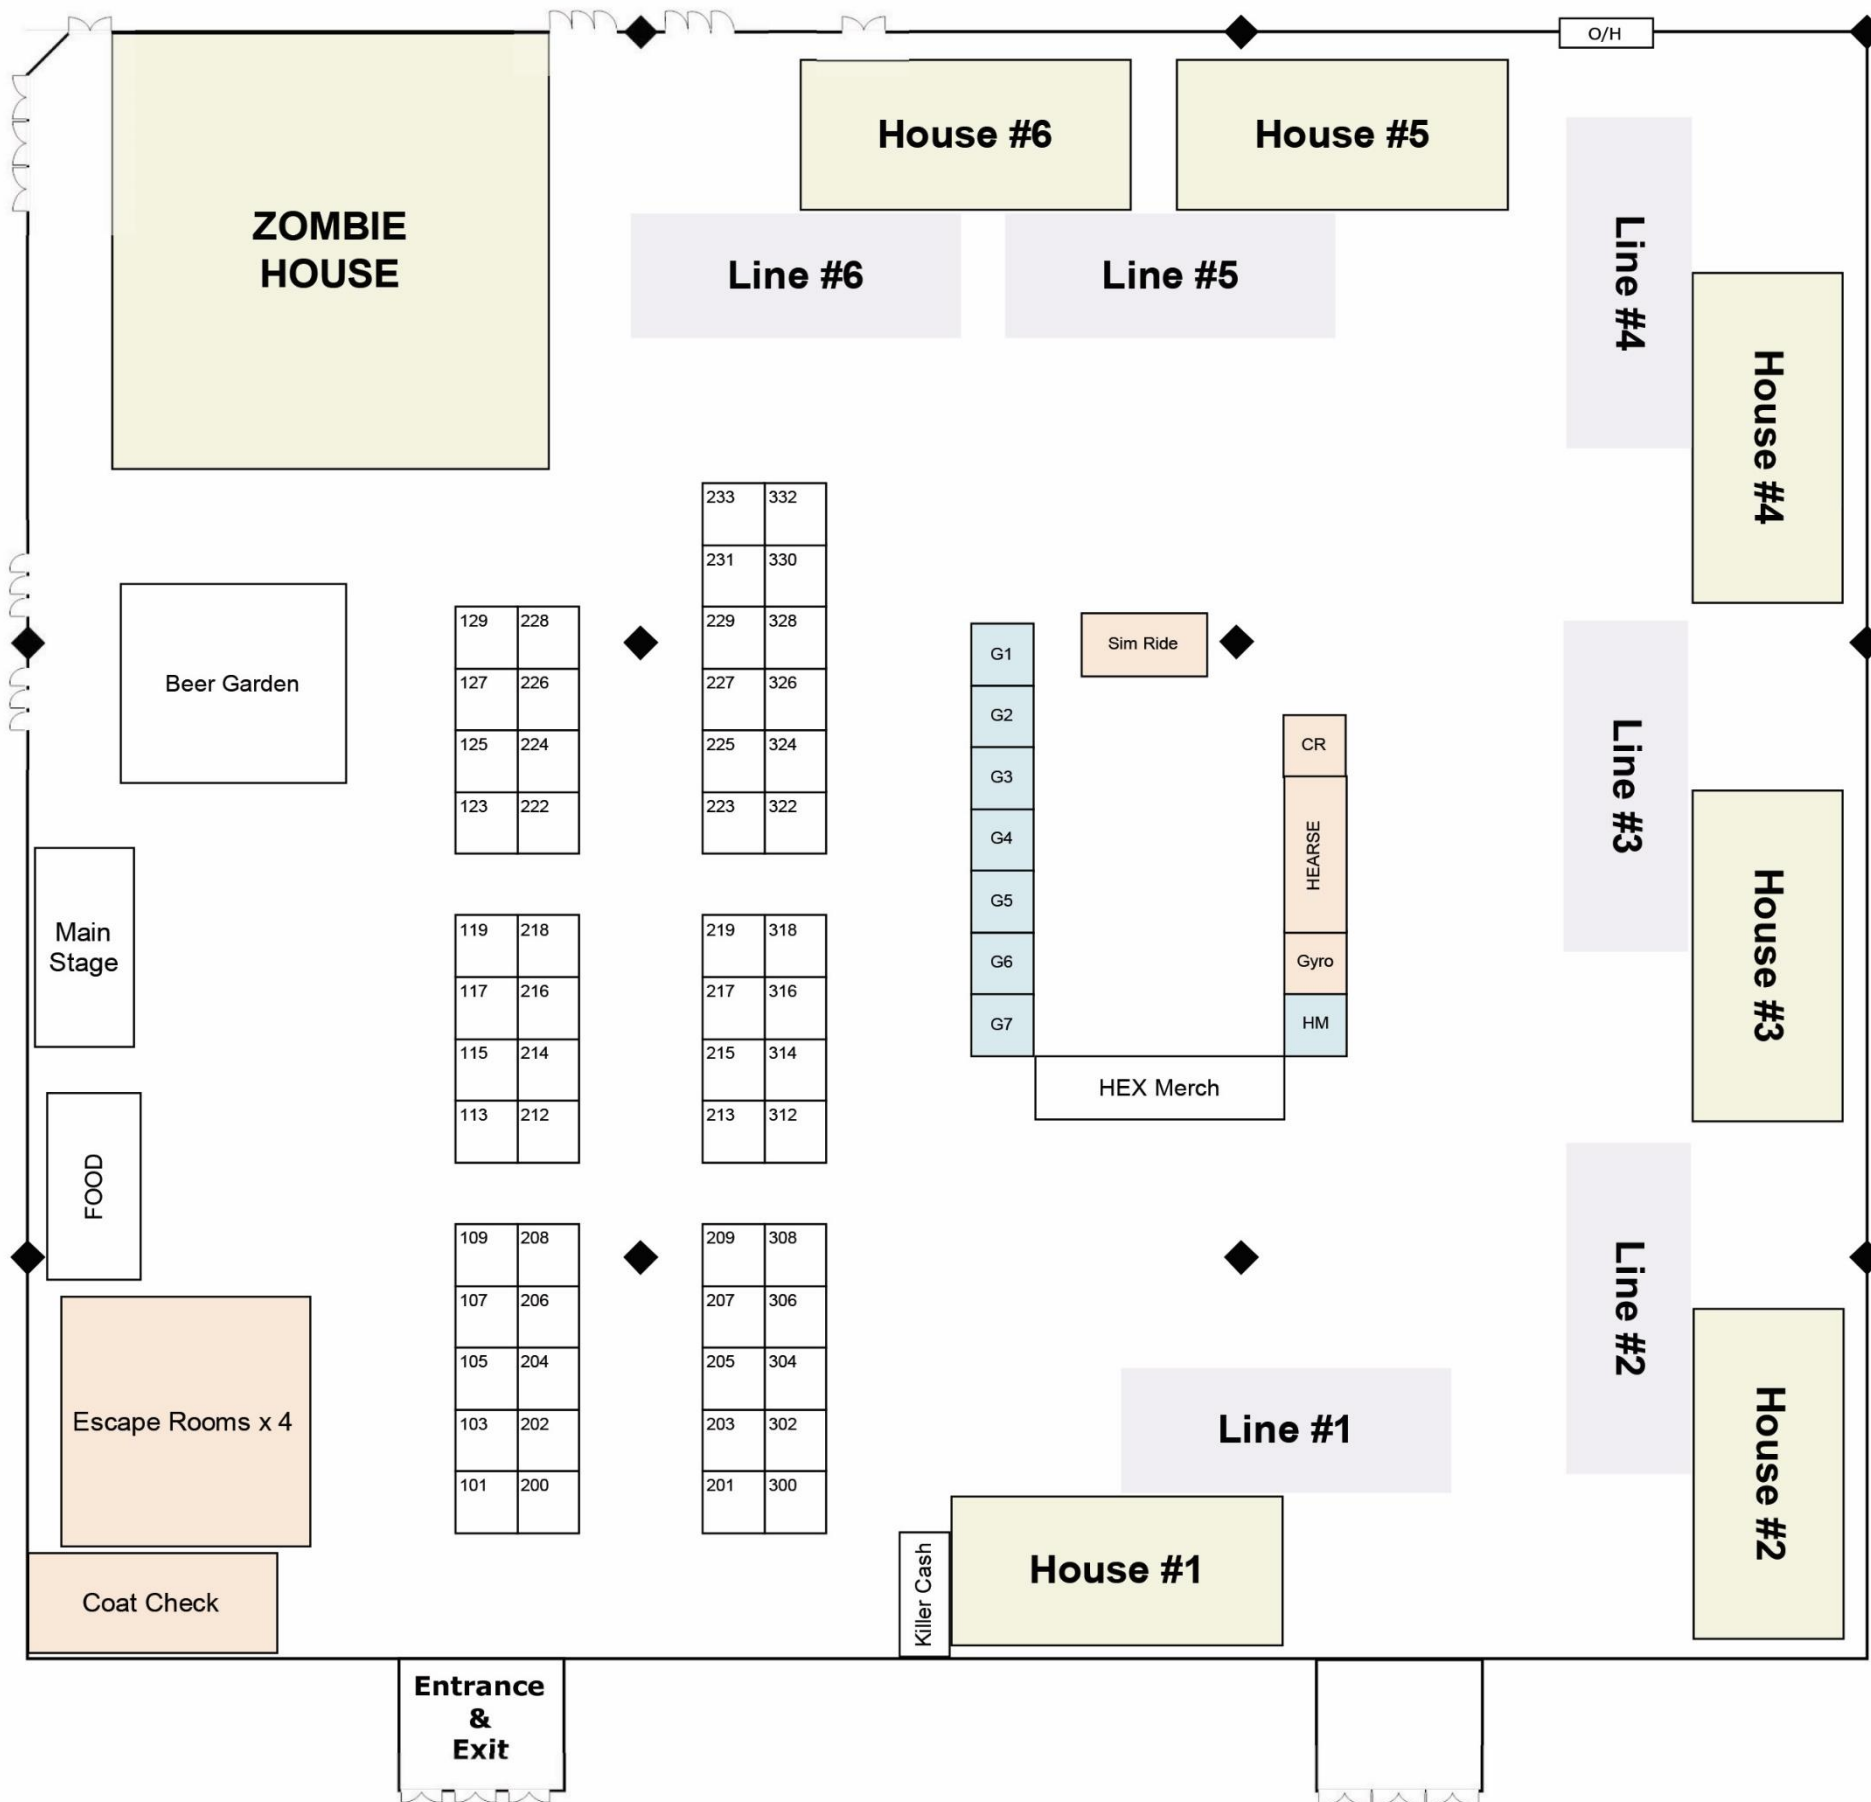 O/H
House #6
House #5
ZOMBIE
HOUSE
Line #6
Line #5
Line #4
House #4
233 332
231 330
229 328
227 326
225 324
223 322
129 228
127 226
125 224
123 222
Beer Garden
Sim Ride
G1
G2
G3
G4
G5
G6
G7
CR
HEARSE
Gyro
HM
HEX Merch
Line #3
House #3
Main
Stage
119 218
117 216
115 214
113 212
219 318
217 316
215 314
213 312
FOOD
109 208
107 206
105 204
103 202
101 200
209 308
207 306
205 304
203 302
201 300
Line #2
House #2
Escape Rooms x 4
Line #1
House #1
Killer Cash
Coat Check
Entrance
&
Exit